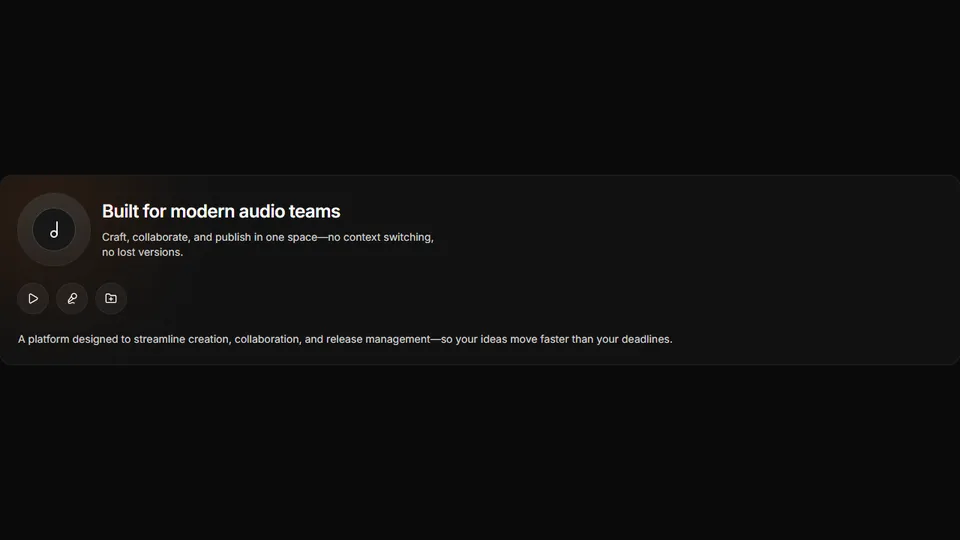 Built for modern audio teams
Craft, collaborate, and publish in one space—no context switching,
no lost versions.
A platform designed to streamline creation, collaboration, and release management—so your ideas move faster than your deadlines.